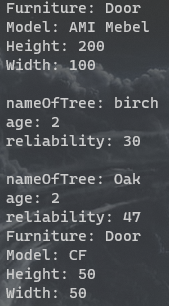 Furniture: Door
Model: AMI Mebel
Height: 200
Width: 100

nameOfTree: birch
age: 2
reliability: 30

nameOfTree: Oak
age: 2
reliability: 47
Furniture: Door
Model: CF
Height: 50
Width: 50